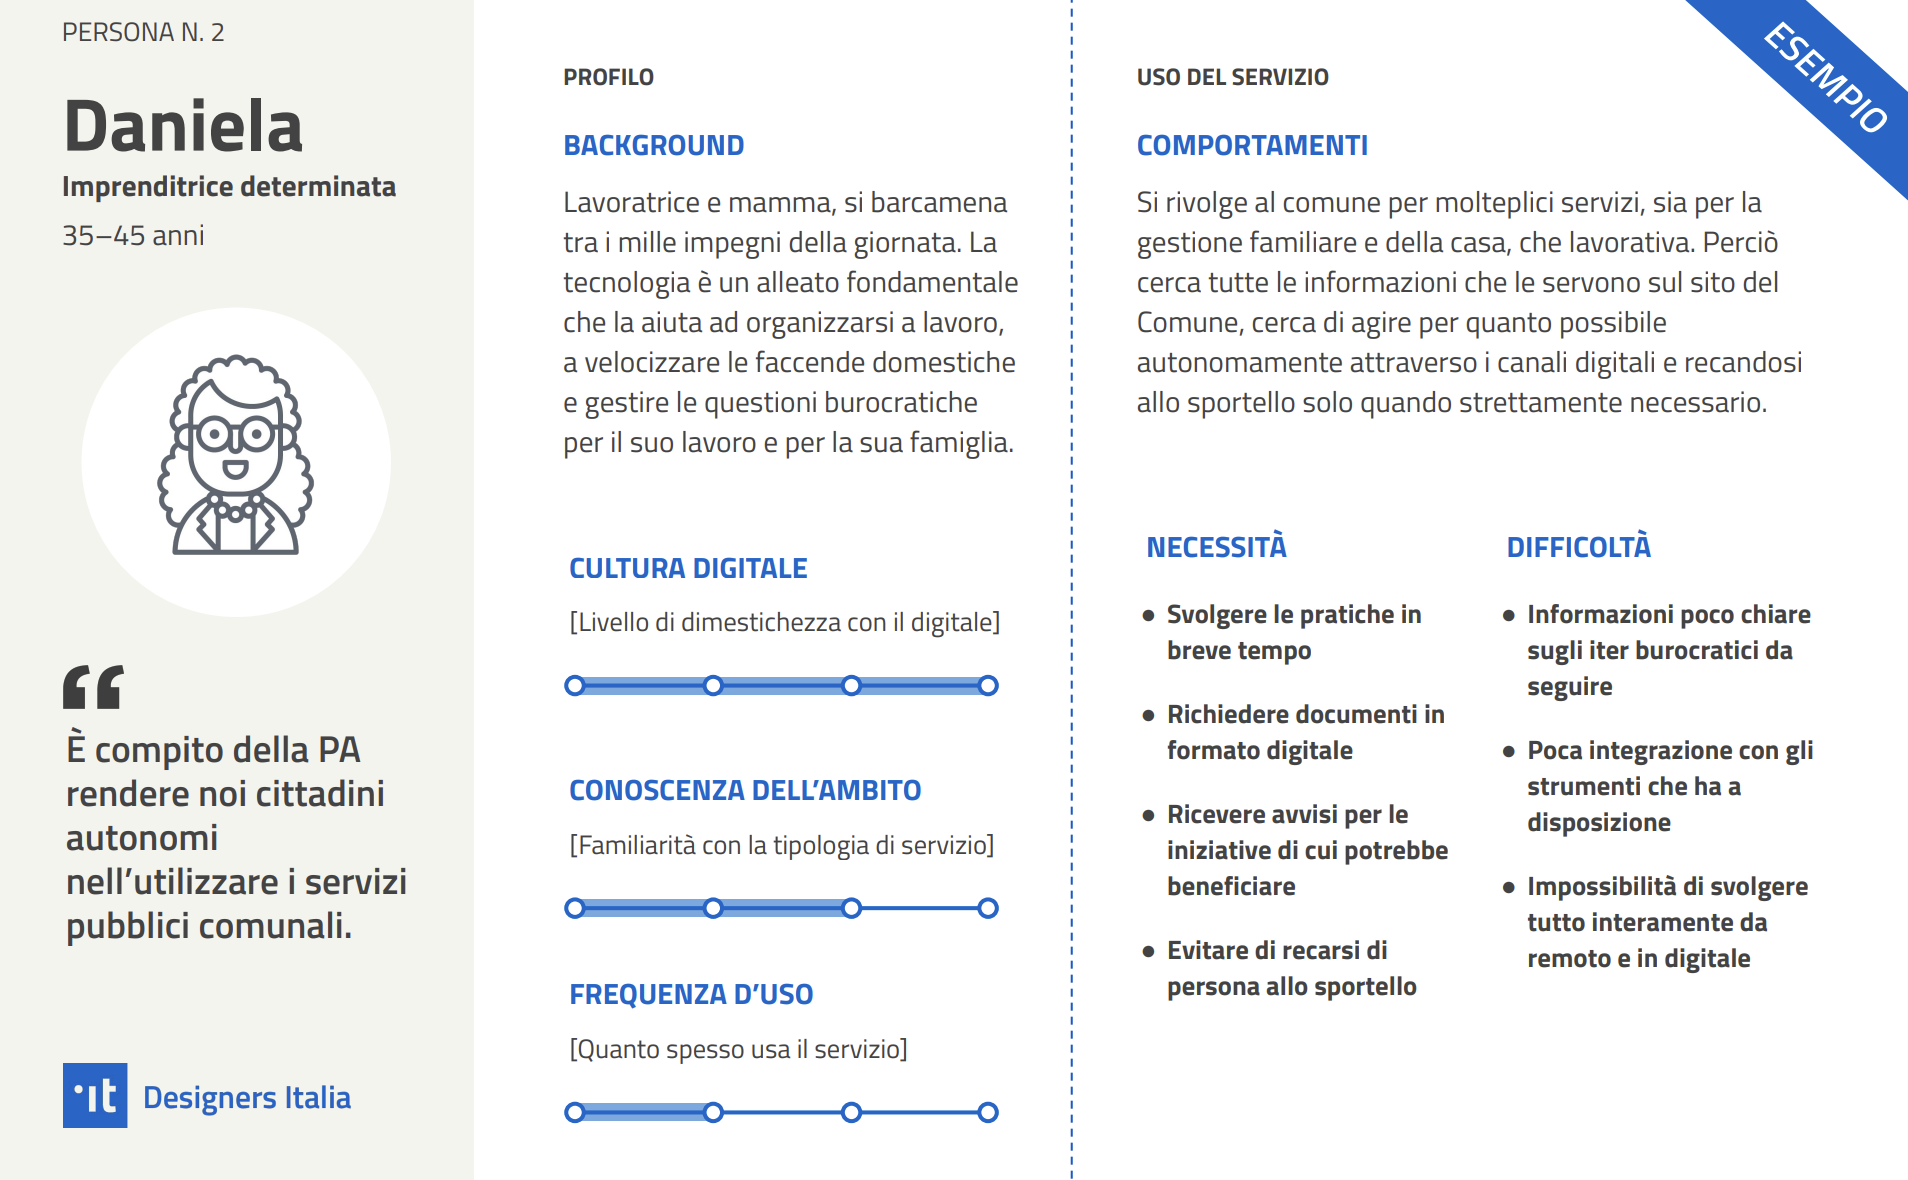 PERSONA N. 2
Daniela
Imprenditrice determinata
35–45 anni
“
È compito della PA
rendere noi cittadini
autonomi
nell’utilizzare i servizi
pubblici comunali.
it
Designers Italia
PROFILO
BACKGROUND
Lavoratrice e mamma, si barcamena
tra i mille impegni della giornata. La
tecnologia è un alleato fondamentale
che la aiuta ad organizzarsi a lavoro,
a velocizzare le faccende domestiche
e gestire le questioni burocratiche
per il suo lavoro e per la sua famiglia.
CULTURA DIGITALE
[Livello di dimestichezza con il digitale]
CONOSCENZA DELL’AMBITO
[Familiarità con la tipologia di servizio]
FREQUENZA D’USO
[Quanto spesso usa il servizio]
USO DEL SERVIZIO
COMPORTAMENTI
Si rivolge al comune per molteplici servizi, sia per la
gestione familiare e della casa, che lavorativa. Perciò
cerca tutte le informazioni che le servono sul sito del
Comune, cerca di agire per quanto possibile
autonomamente attraverso i canali digitali e recandosi
allo sportello solo quando strettamente necessario.
NECESSITÀ
● Svolgere le pratiche in
breve tempo
● Richiedere documenti in
formato digitale
● Ricevere avvisi per le
iniziative di cui potrebbe
beneficiare
● Evitare di recarsi di
persona allo sportello
DIFFICOLTÀ
● Informazioni poco chiare
sugli iter burocratici da
seguire
● Poca integrazione con gli
strumenti che ha a
disposizione
● Impossibilità di svolgere
tutto interamente da
remoto e in digitale
ESEMPIO